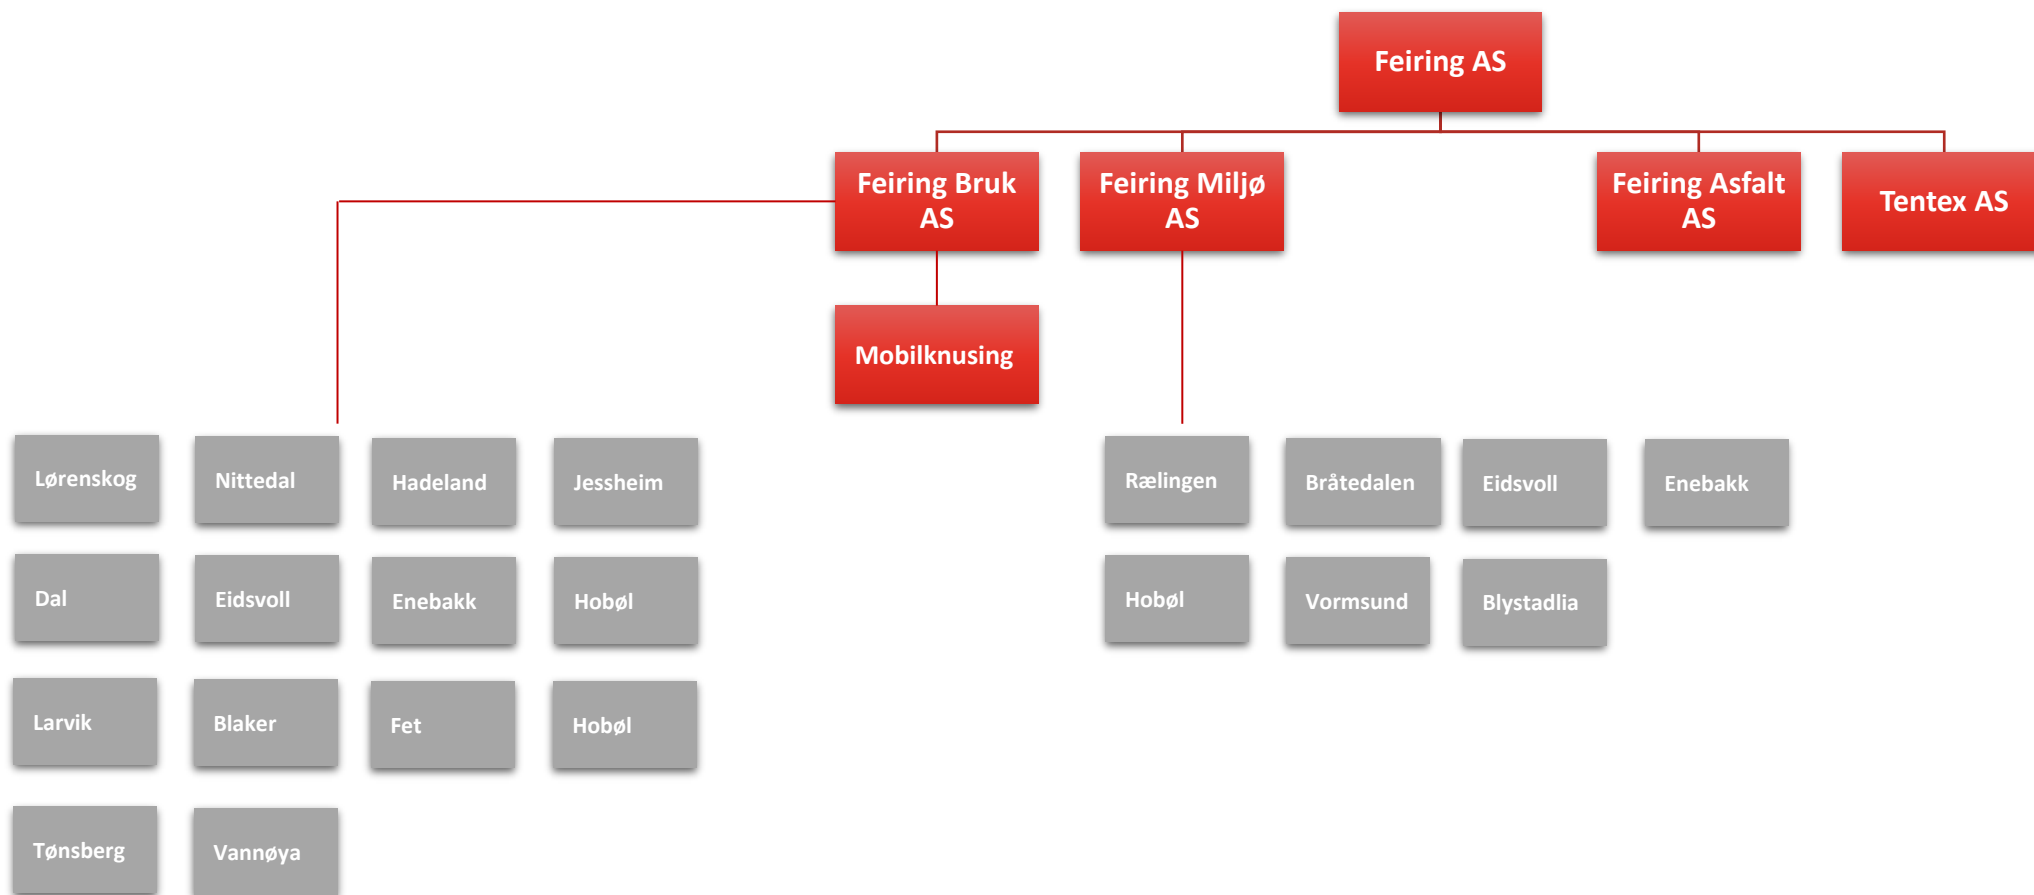 Feiring AS
Feiring Bruk
AS
Feiring Miljø
AS
Feiring Asfalt
AS
Tentex AS
Mobilknusing
Lørenskog
Nittedal
Hadeland
Jessheim
Rælingen
Bråtedalen
Eidsvoll
Enebakk
Dal
Eidsvoll
Enebakk
Hobøl
Hobøl
Vormsund
Blystadlia
Larvik
Blaker
Fet
Hobøl
Tønsberg
Vannøya